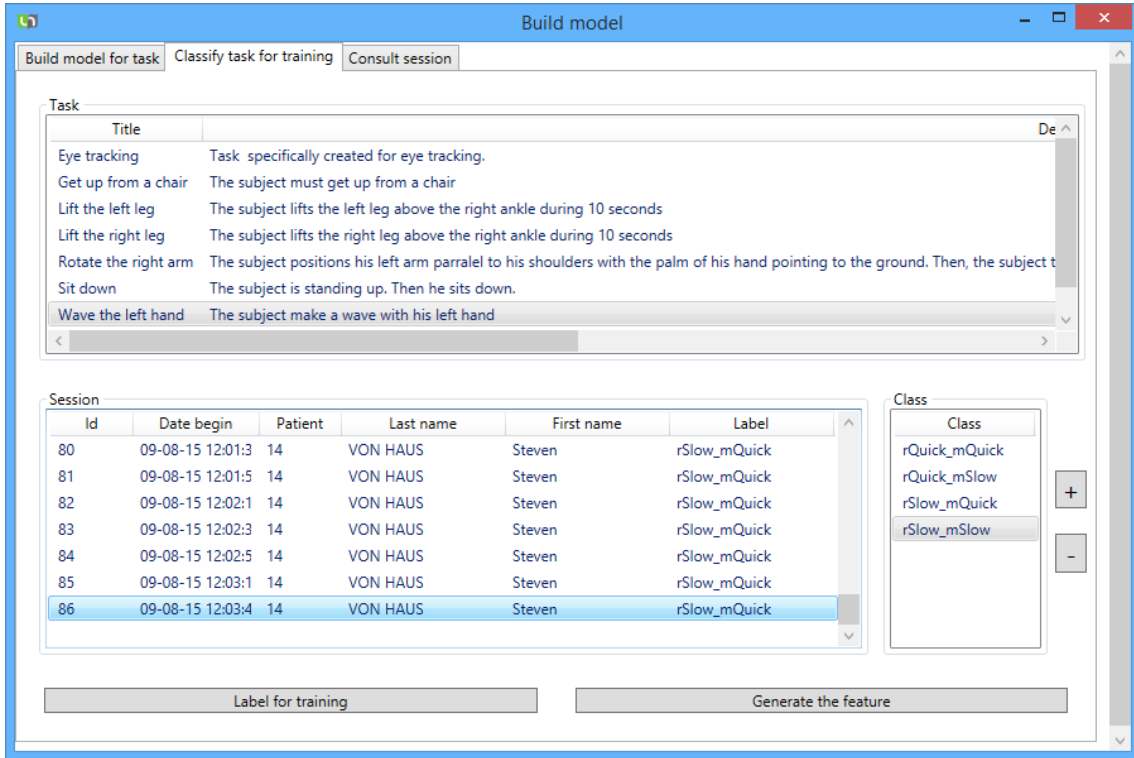 Build model
Build model for task Classify task for training Consult session
Task
Title De
Eye tracking Task specifically created for eye tracking.
Get up from a chair The subject must get up from a chair
Lift the left leg The subject lifts the left leg above the right ankle during 10 seconds
Lift the right leg The subject lifts the right leg above the right ankle during 10 seconds
Rotate the right arm The subject positions his left arm parralel to his shoulders with the palm of his hand pointing to the ground. Then, the subject t
Sit down The subject is standing up. Then he sits down.
Wave the left hand The subject make a wave with his left hand
Session Class
Id Date begin Patient Last name First name Label Class
80 09-08-15 12:01:3 14 VON HAUS Steven rSlow_mQuick rQuick_mQuick
81 09-08-15 12:01:5 14 VON HAUS Steven rSlow_mQuick rQuick_mSlow
82 09-08-15 12:02:1 14 VON HAUS Steven rSlow_mQuick rSlow_mQuick
83 09-08-15 12:02:3 14 VON HAUS Steven rSlow_mQuick rSlow_mSlow
84 09-08-15 12:02:5 14 VON HAUS Steven rSlow_mQuick
85 09-08-15 12:03:1 14 VON HAUS Steven rSlow_mQuick
86 09-08-15 12:03:4 14 VON HAUS Steven rSlow_mQuick
+
-
Label for training Generate the feature